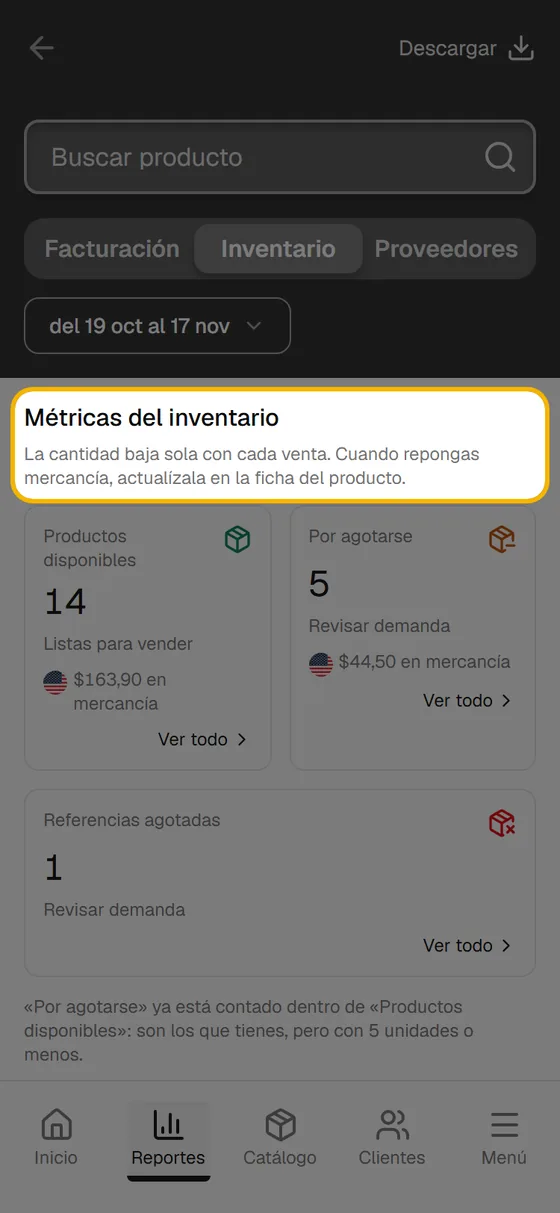 Descargar
Buscar producto
Facturación
Inventario
Proveedores
del 19 oct al 17 nov
Métricas del inventario
La cantidad baja sola con cada venta. Cuando repongas
mercancía, actualízala en la ficha del producto.
Productos
disponibles
14
Listas para vender
$163,90 en
mercancía
Ver todo
Por agotarse
5
Revisar demanda
$44,50 en mercancía
Ver todo
Referencias agotadas
1
Revisar demanda
Ver todo
«Por agotarse» ya está contado dentro de «Productos
disponibles»: son los que tienes, pero con 5 unidades o
menos.
Inicio
Reportes
Catálogo
Clientes
Menú